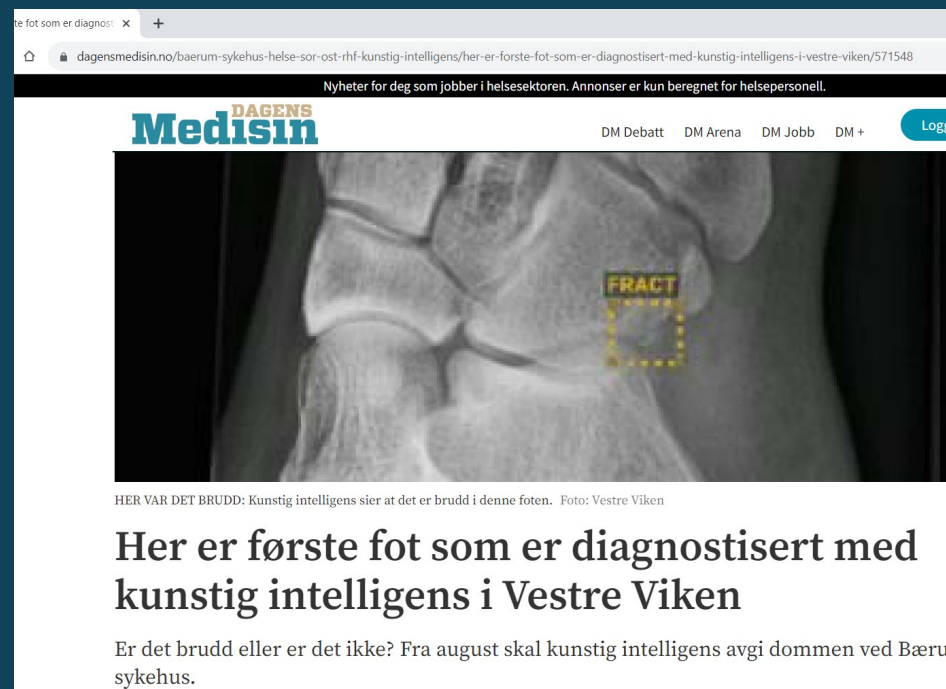 te fot som er diagnost × +
dagensmedisin.no/baerum-sykehus-helse-sor-ost-rhf-kunstig-intelligens/her-er-forste-fot-som-er-diagnostisert-med-kunstig-intelligens-i-vestre-viken/571548
Nyheter for deg som jobber i helsesektoren. Annonser er kun beregnet for helsepersonell.
DAGENS
Medisin
DM Debatt DM Arena DM Jobb DM + Logg
FRACT
HER VAR DET BRUDD: Kunstig intelligens sier at det er brudd i denne foten. Foto: Vestre Viken
Her er første fot som er diagnostisert med
kunstig intelligens i Vestre Viken
Er det brudd eller er det ikke? Fra august skal kunstig intelligens avgi dommen ved Bæru
sykehus.